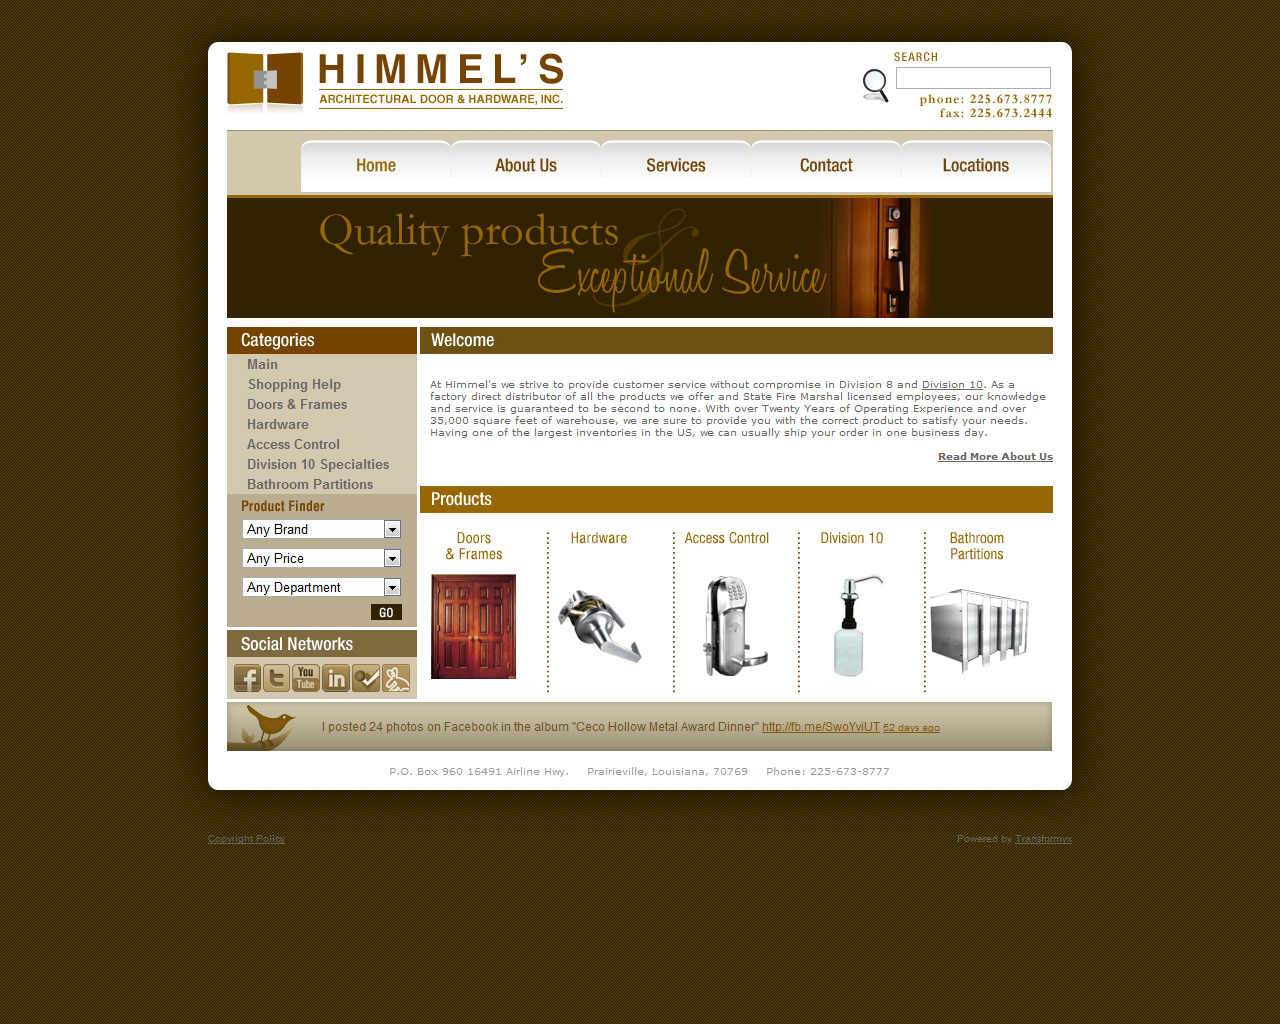 HIMMEL'S
ARCHITECTURAL DOOR & HARDWARE, INC.
SEARCH
phone: 225.673.8777
fax: 225.673.2444
Home
About Us
Services
Contact
Locations
Quality products
&
Exceptional Service
Categories
Main
Shopping Help
Doors & Frames
Hardware
Access Control
Division 10 Specialties
Bathroom Partitions
Product Finder
Any Brand
Any Price
Any Department
GO
Social Networks
You
Tube
in
Welcome
At Himmel's we strive to provide customer service without compromise in Division 8 and Division 10. As a
factory direct distributor of all the products we offer and State Fire Marshal licensed employees, our knowledge
and service is guaranteed to be second to none. With over Twenty Years of Operating Experience and over
35,000 square feet of warehouse, we are sure to provide you with the correct product to satisfy your needs.
Having one of the largest inventories in the US, we can usually ship your order in one business day.
Read More About Us
Products
Doors
& Frames
Hardware
Access Control
Division 10
Bathroom
Partitions
I posted 24 photos on Facebook in the album "Ceco Hollow Metal Award Dinner" http://fb.me/SwoYviUT 52 days ago
P.O. Box 960 16491 Airline Hwy. Prairieville, Louisiana, 70769 Phone: 225-673-8777
Copyright Policy
Powered by Transformyx